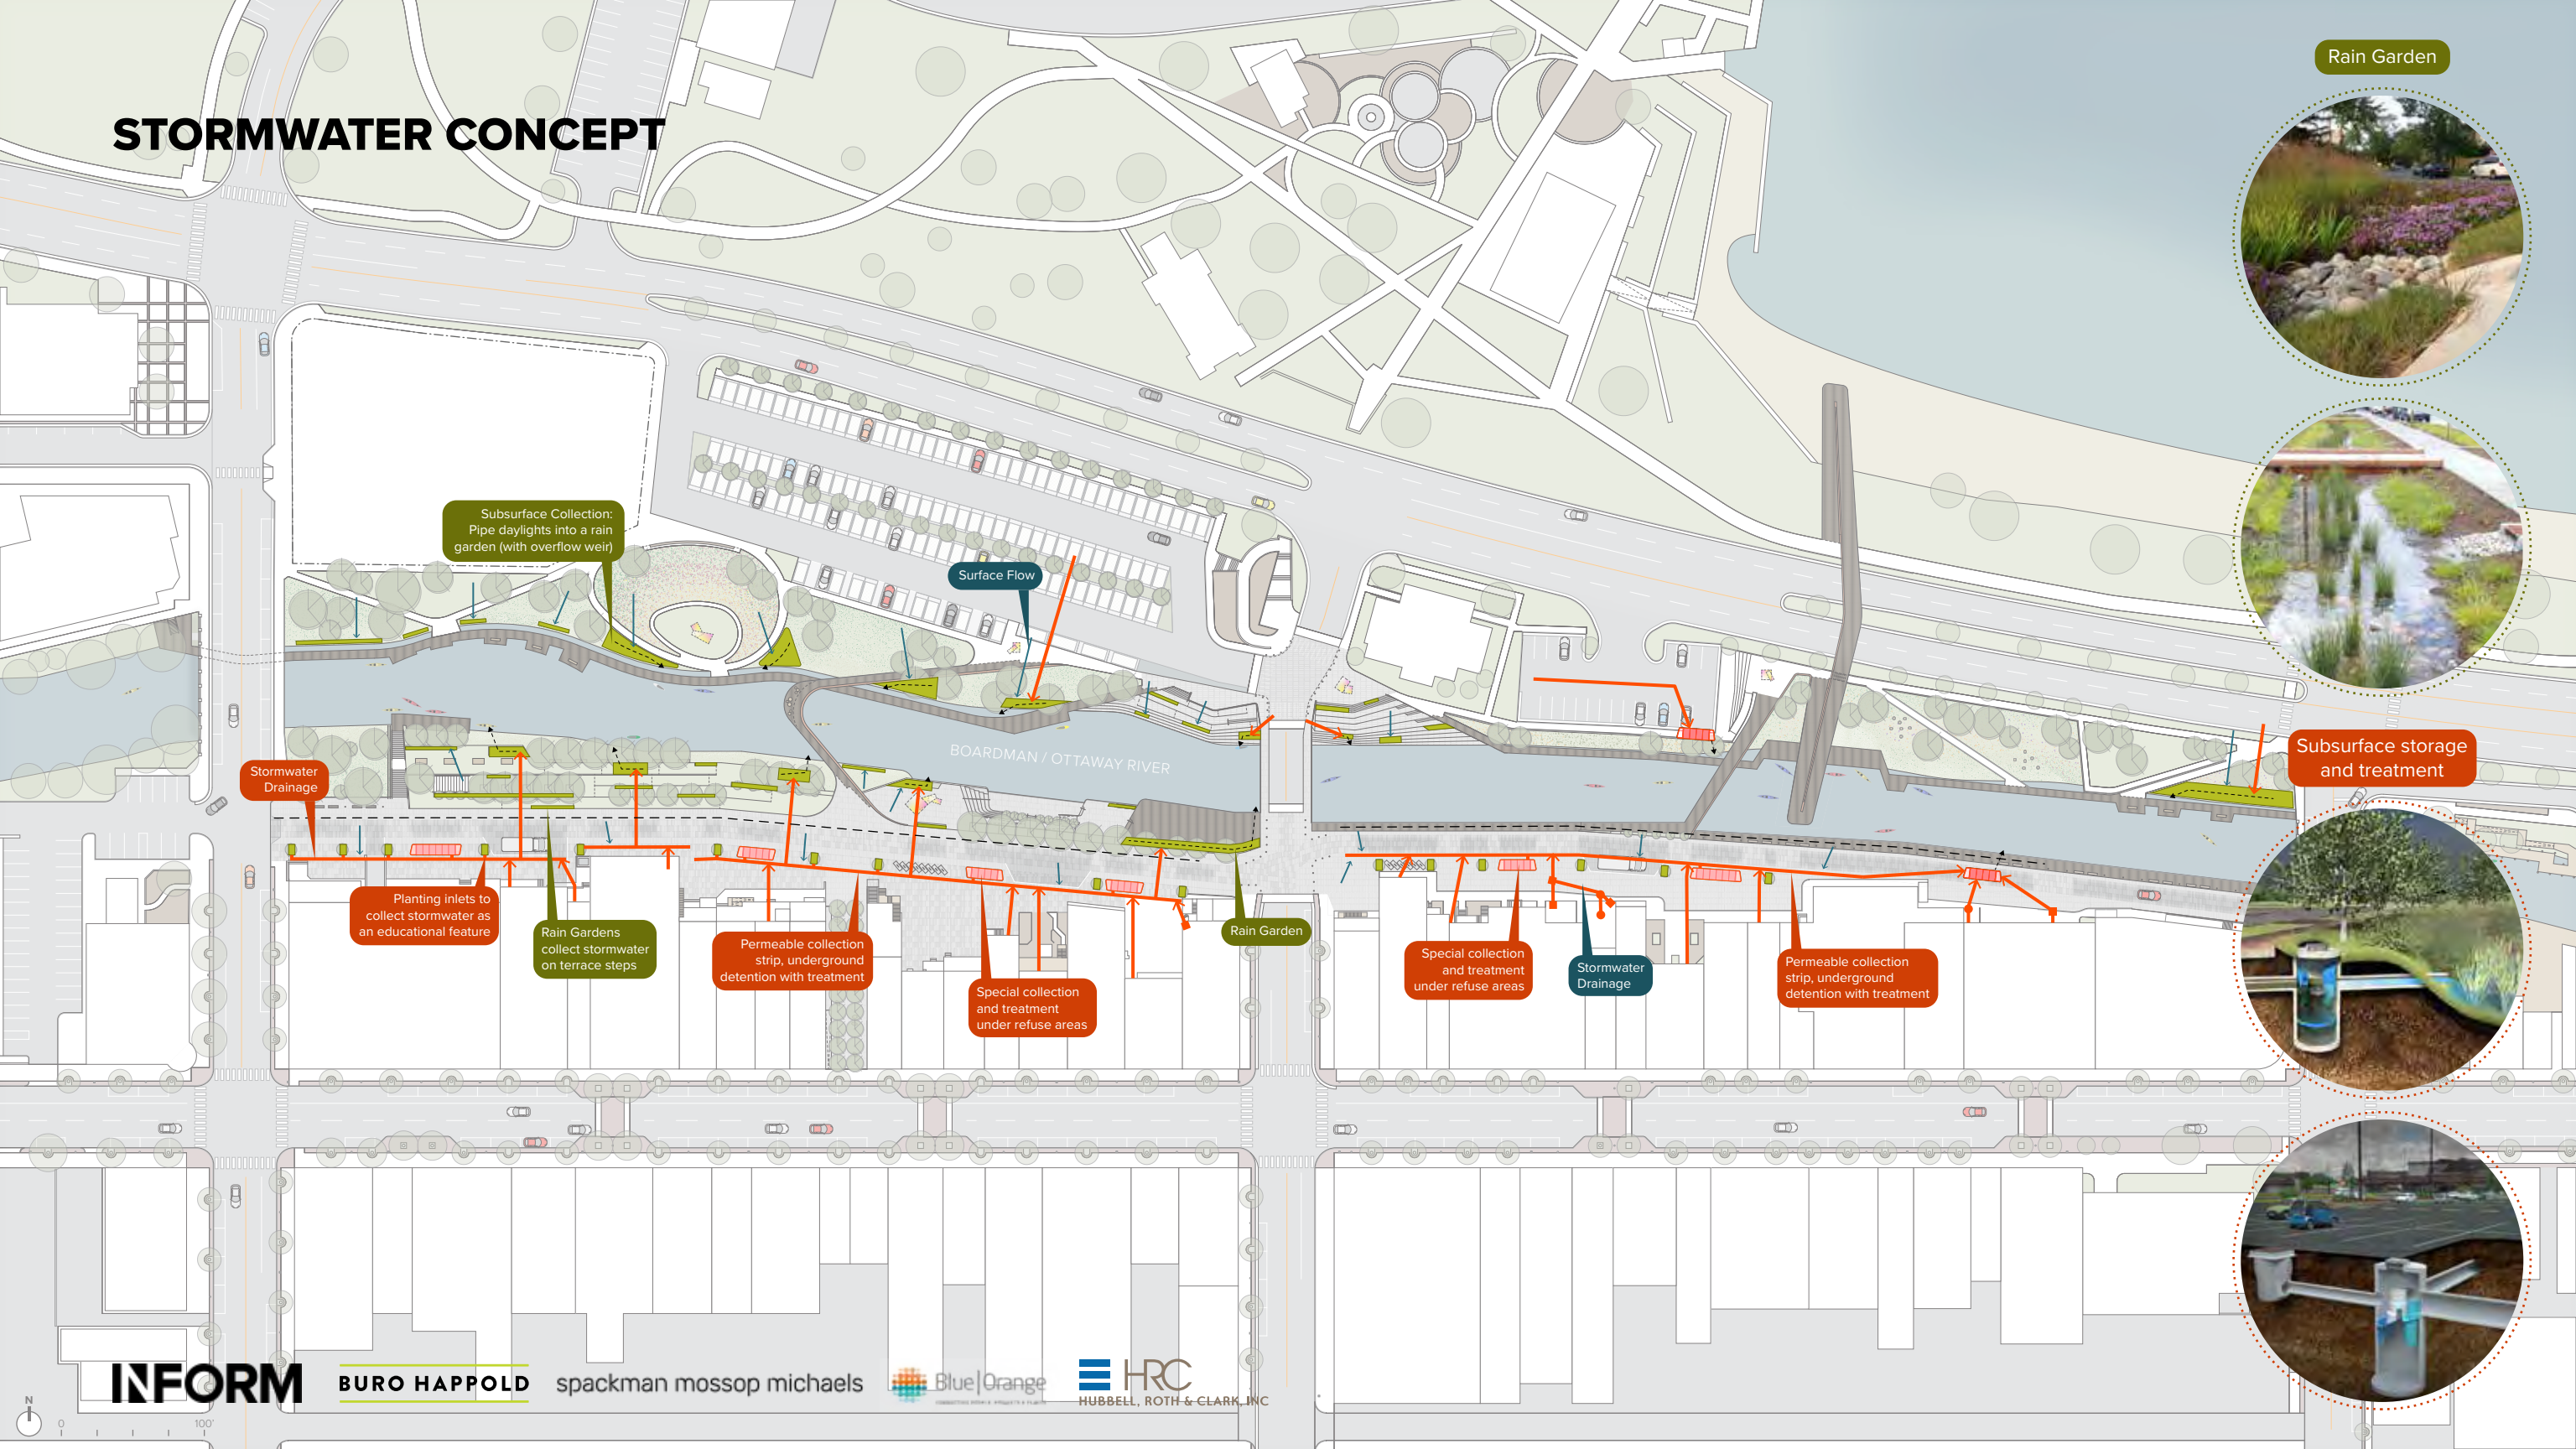 Rain Garden
STORMWATER CONCEPT
Subsurface Collection:
Pipe daylights into a rain
garden (with overflow weir)
Surface Flow
BOARDMAN / OTTAWAY RIVER
Subsurface storage
and treatment
Stormwater
Drainage
Planting inlets to
collect stormwater as
an educational feature
Rain Gardens
collect stormwater
on terrace steps
Permeable collection
strip, underground
detention with treatment
Special collection
and treatment
under refuse areas
Rain Garden
Special collection
and treatment
under refuse areas
Stormwater
Drainage
Permeable collection
strip, underground
detention with treatment
INFORM
BURO HAPPOLD
spackman mossop michaels
Blue|Orange
HRC
HUBBELL, ROTH & CLARK, INC
N
0 100'